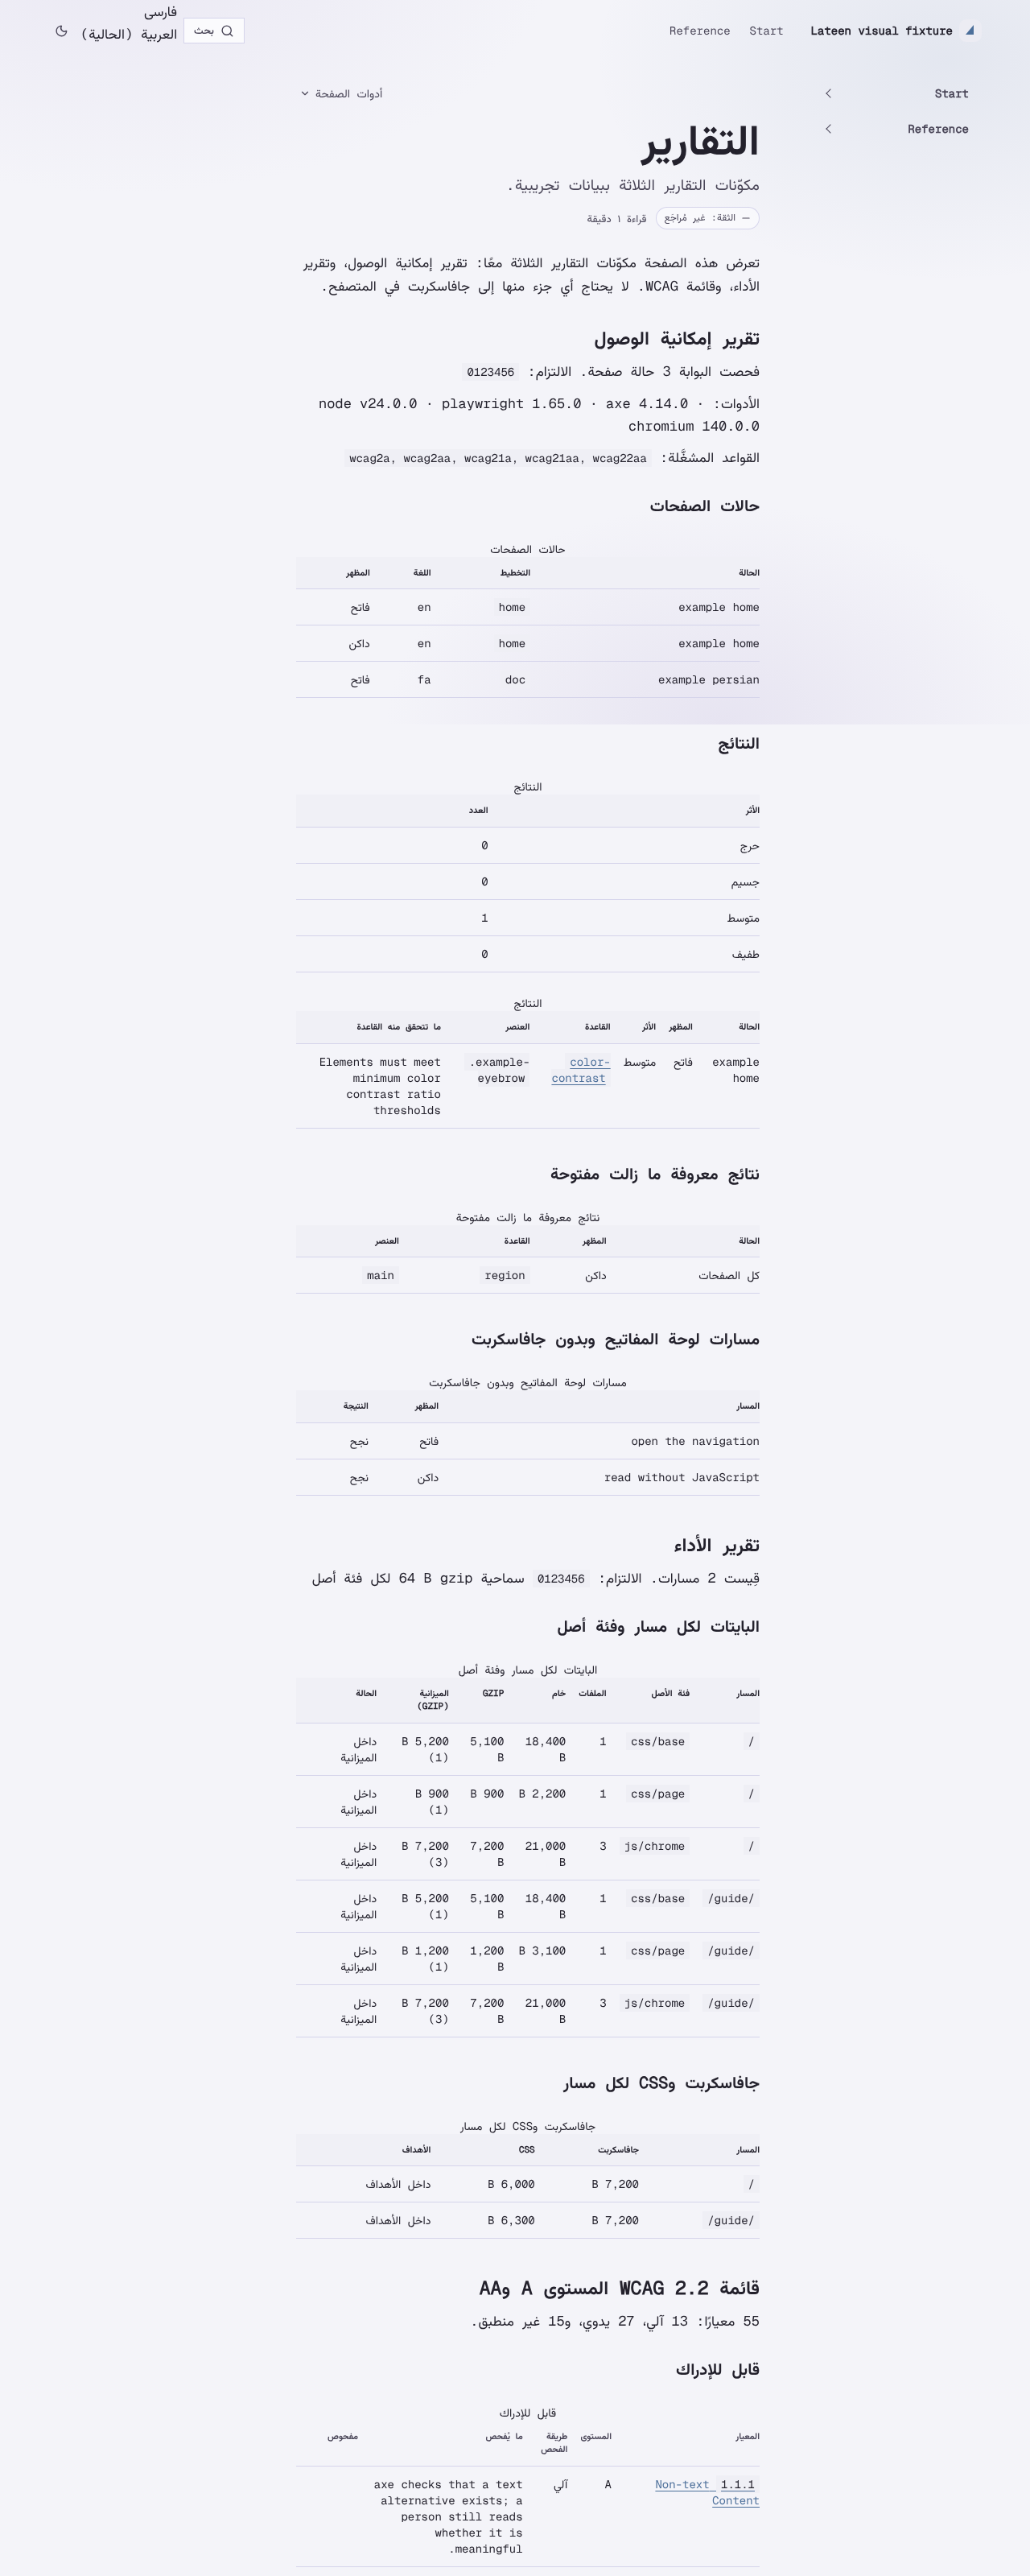 Lateen visual fixture Start Reference
بحث
فارسی
العربية (الحالية)
Start
Reference
أدوات الصفحة
التقارير
مكوّنات التقارير الثلاثة ببيانات تجريبية.
— الثقة: غير مُراجَع قراءة ١ دقيقة
تعرض هذه الصفحة مكوّنات التقارير الثلاثة معًا: تقرير إمكانية الوصول، وتقرير
الأداء، وقائمة WCAG. لا يحتاج أي جزء منها إلى جافاسكربت في المتصفح.
تقرير إمكانية الوصول
فحصت البوابة 3 حالة صفحة. الالتزام: 0123456
الأدوات: node v24.0.0 · playwright 1.65.0 · axe 4.14.0 ·
chromium 140.0.0
القواعد المشغَّلة: wcag2a, wcag2aa, wcag21a, wcag21aa, wcag22aa
حالات الصفحات
حالات الصفحات
الحالة التخطيط اللغة المظهر
example home home en فاتح
example home home en داكن
example persian doc fa فاتح
النتائج
النتائج
الأثر العدد
حرج 0
جسيم 0
متوسط 1
طفيف 0
النتائج
الحالة المظهر الأثر القاعدة العنصر ما تتحقق منه القاعدة
example فاتح متوسط color- .example- Elements must meet
home contrast eyebrow minimum color
contrast ratio
thresholds
نتائج معروفة ما زالت مفتوحة
نتائج معروفة ما زالت مفتوحة
الحالة المظهر القاعدة العنصر
كل الصفحات داكن region main
مسارات لوحة المفاتيح وبدون جافاسكربت
مسارات لوحة المفاتيح وبدون جافاسكربت
المسار المظهر النتيجة
open the navigation فاتح نجح
read without JavaScript داكن نجح
تقرير الأداء
قِيست 2 مسارات. الالتزام: 0123456 سماحية 64 B gzip لكل فئة أصل
البايتات لكل مسار وفئة أصل
البايتات لكل مسار وفئة أصل
المسار فئة الأصل الملفات خام GZIP الميزانية الحالة
(GZIP)
/ css/base 1 18,400 5,100 B 5,200 داخل
B B (1) الميزانية
/ css/page 1 B 2,200 B 900 B 900 داخل
(1) الميزانية
/ js/chrome 3 21,000 7,200 B 7,200 داخل
B B (3) الميزانية
/guide/ css/base 1 18,400 5,100 B 5,200 داخل
B B (1) الميزانية
/guide/ css/page 1 B 3,100 1,200 B 1,200 داخل
B (1) الميزانية
/guide/ js/chrome 3 21,000 7,200 B 7,200 داخل
B B (3) الميزانية
جافاسكربت وCSS لكل مسار
جافاسكربت وCSS لكل مسار
المسار جافاسكربت CSS الأهداف
/ B 7,200 B 6,000 داخل الأهداف
/guide/ B 7,200 B 6,300 داخل الأهداف
قائمة WCAG 2.2 المستوى A وAA
55 معيارًا: 13 آلي، 27 يدوي، و15 غير منطبق.
قابل للإدراك
قابل للإدراك
المعيار المستوى طريقة ما يُفحص مفحوص
الفحص
1.1.1 Non-text A آلي axe checks that a text
Content alternative exists; a
person still reads
whether it is
meaningful.